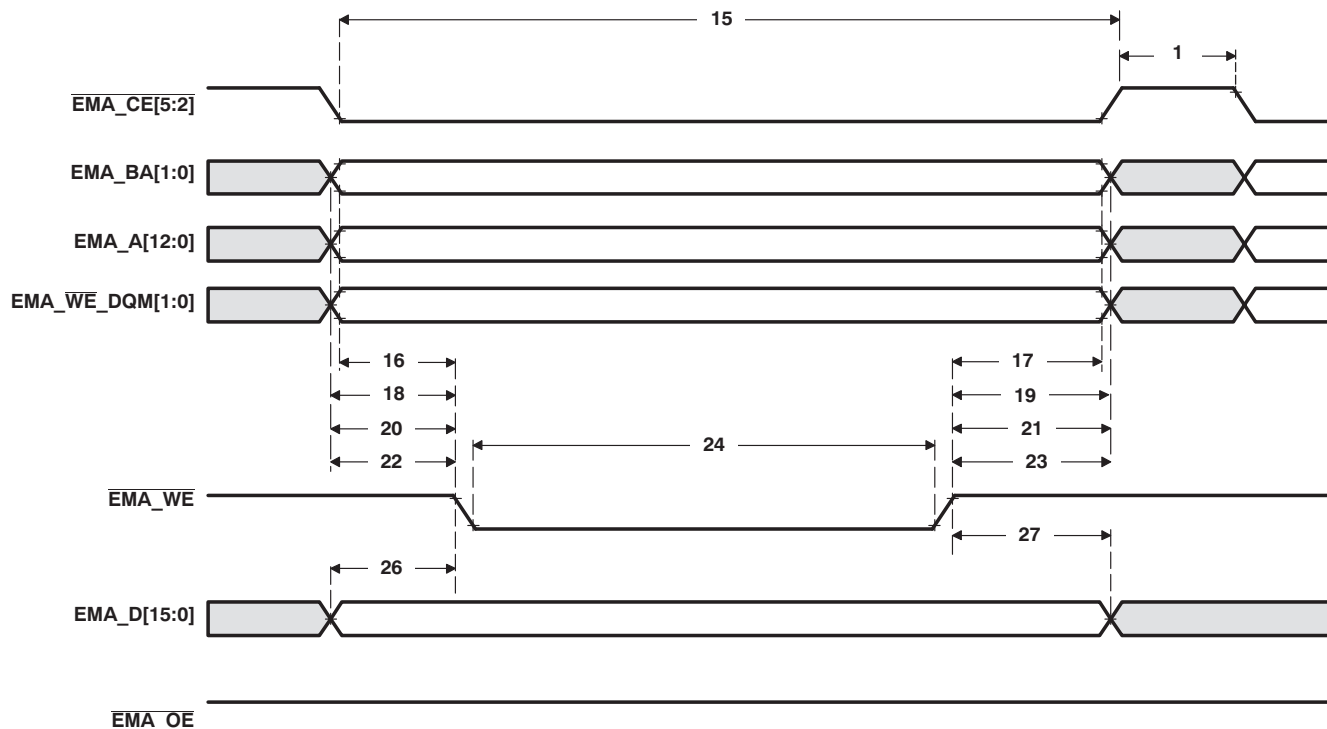 15
1
EMA_CE[5:2]
EMA_BA[1:0]
EMA_A[12:0]
EMA_WE_DQM[1:0]
16
17
18
19
20
21
24
22
23
EMA_WE
27
26
EMA_D[15:0]
EMA_OE